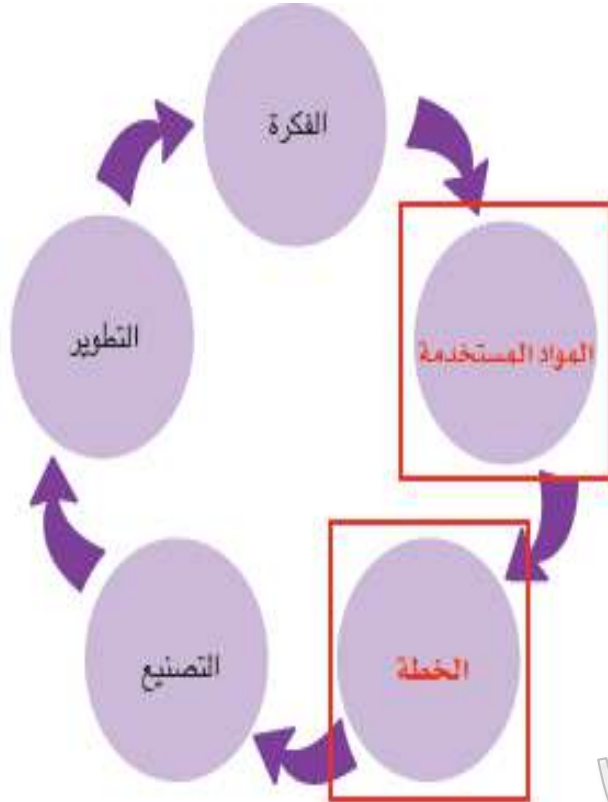 الفكرة
المواد المستخدمة
الخطة
التصنيع
التطوير